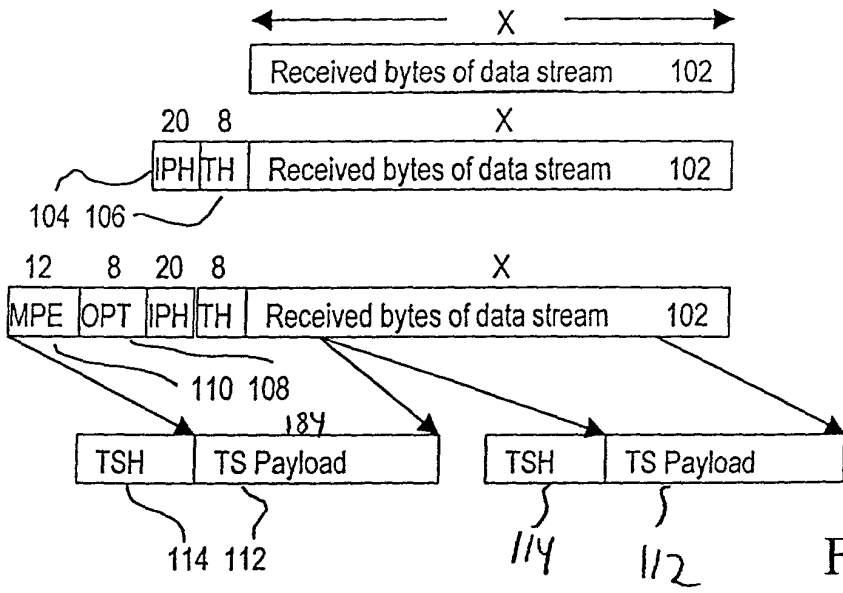 X
Received bytes of data stream 102
20 8 X
IPH TH Received bytes of data stream 102
104 106
12 8 20 8 X
MPE OPT IPH TH Received bytes of data stream 102
110 108
184
TSH TS Payload TSH TS Payload
114 112 114 112
F